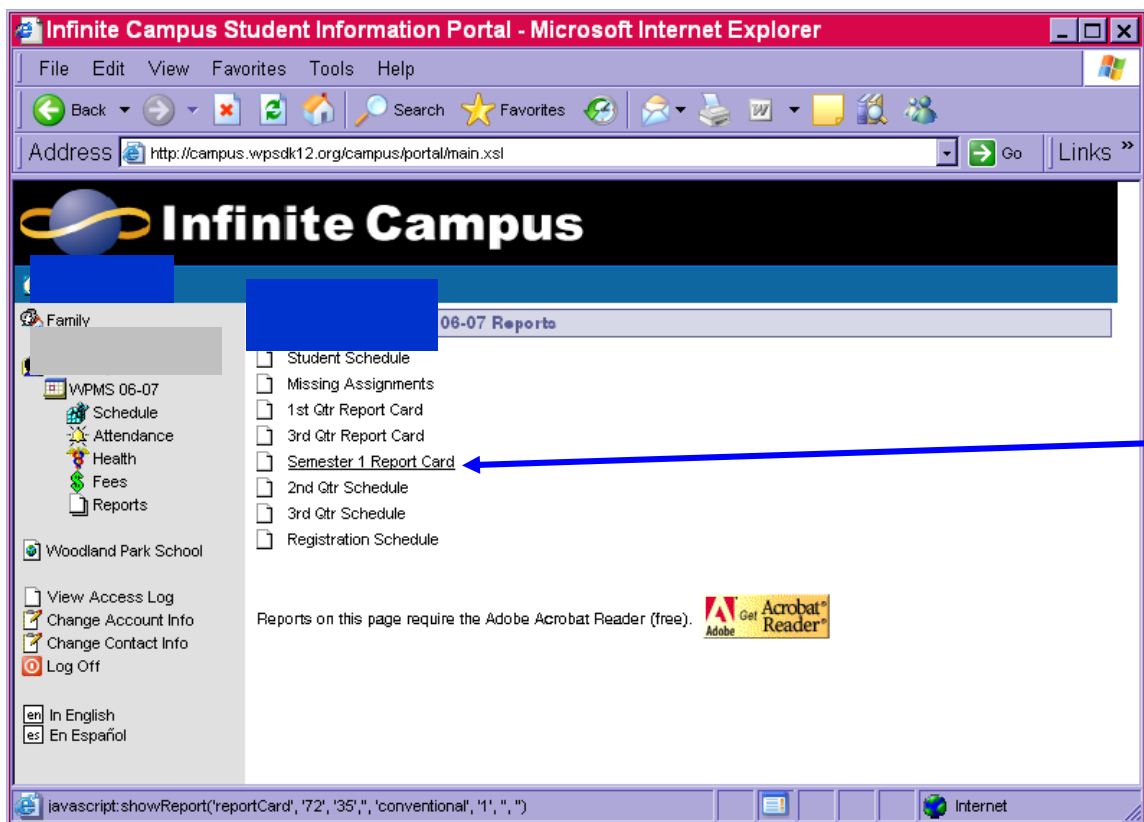 Infinite Campus Student Information Portal - Microsoft Internet Explorer
File Edit View Favorites Tools Help
Back Search Favorites
Address http://campus.wpsdk12.org/campus/portal/main.xsl Go Links »
Infinite Campus
Family
WPMS 06-07
Schedule
Attendance
Health
Fees
Reports
Woodland Park School
View Access Log
Change Account Info
Change Contact Info
Log Off
en In English
es En Español
06-07 Reports
Student Schedule
Missing Assignments
1st Qtr Report Card
3rd Qtr Report Card
Semester 1 Report Card
2nd Qtr Schedule
3rd Qtr Schedule
Registration Schedule
Reports on this page require the Adobe Acrobat Reader (free).
Adobe Get Acrobat® Reader®
javascript:showReport('reportCard', '72', '35','', 'conventional', '1', '', '') Internet